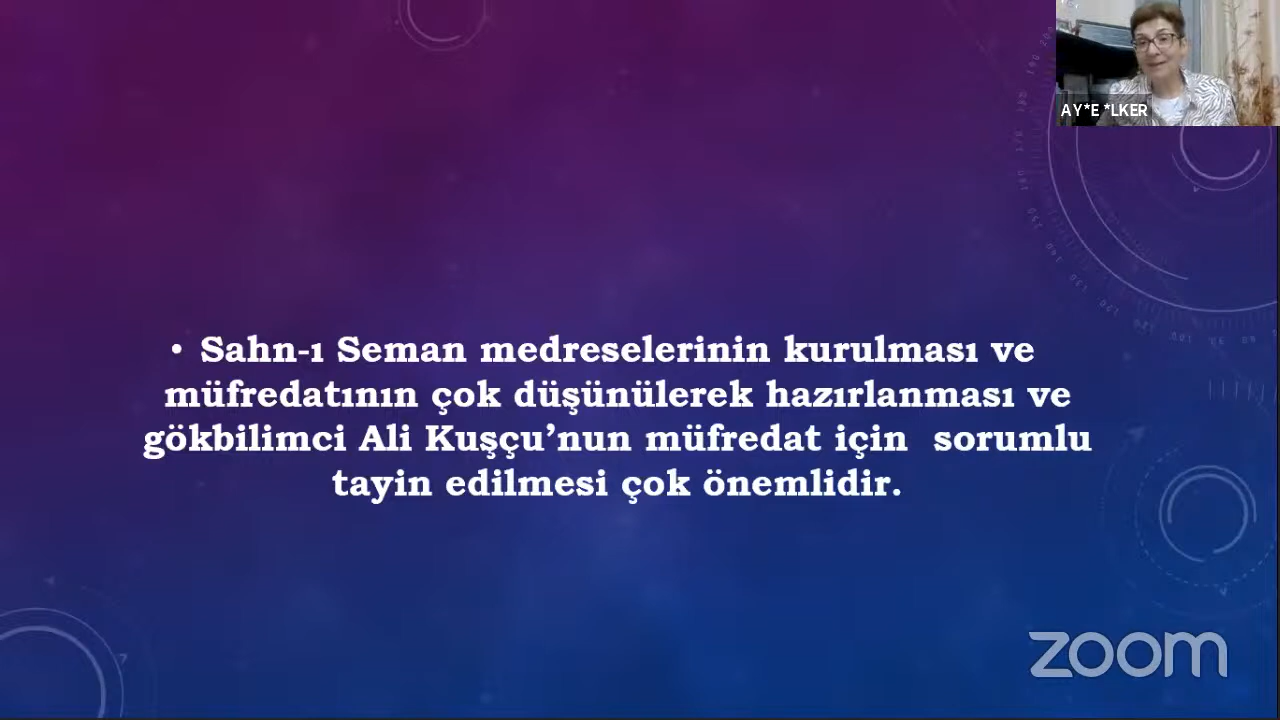 AY*E *LKER
• Sahn-ı Seman medreselerinin kurulması ve
müfredatının çok düşünülerek hazırlanması ve
gökbilimci Ali Kuşçu’nun müfredat için  sorumlu
tayin edilmesi çok önemlidir.
zoom